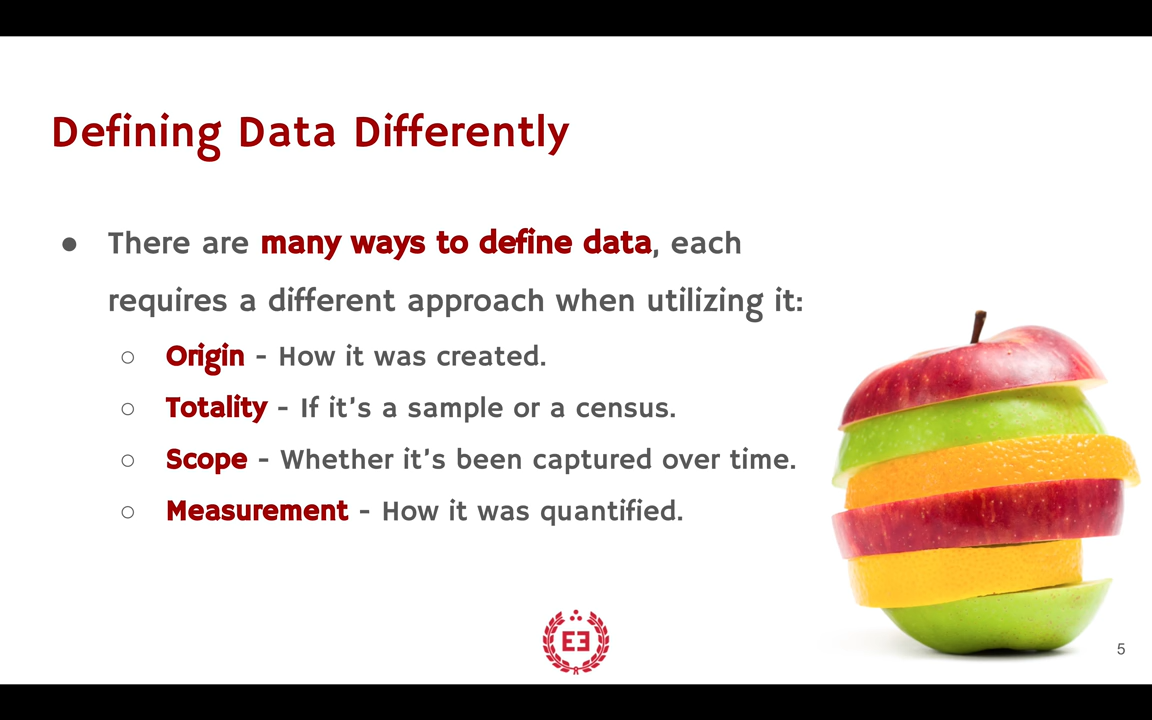 Defining Data Differently
● There are many ways to define data, each
requires a different approach when utilizing it:
○ Origin - How it was created.
○ Totality - If it's a sample or a census.
○ Scope - Whether it's been captured over time.
○ Measurement - How it was quantified.
EE
5